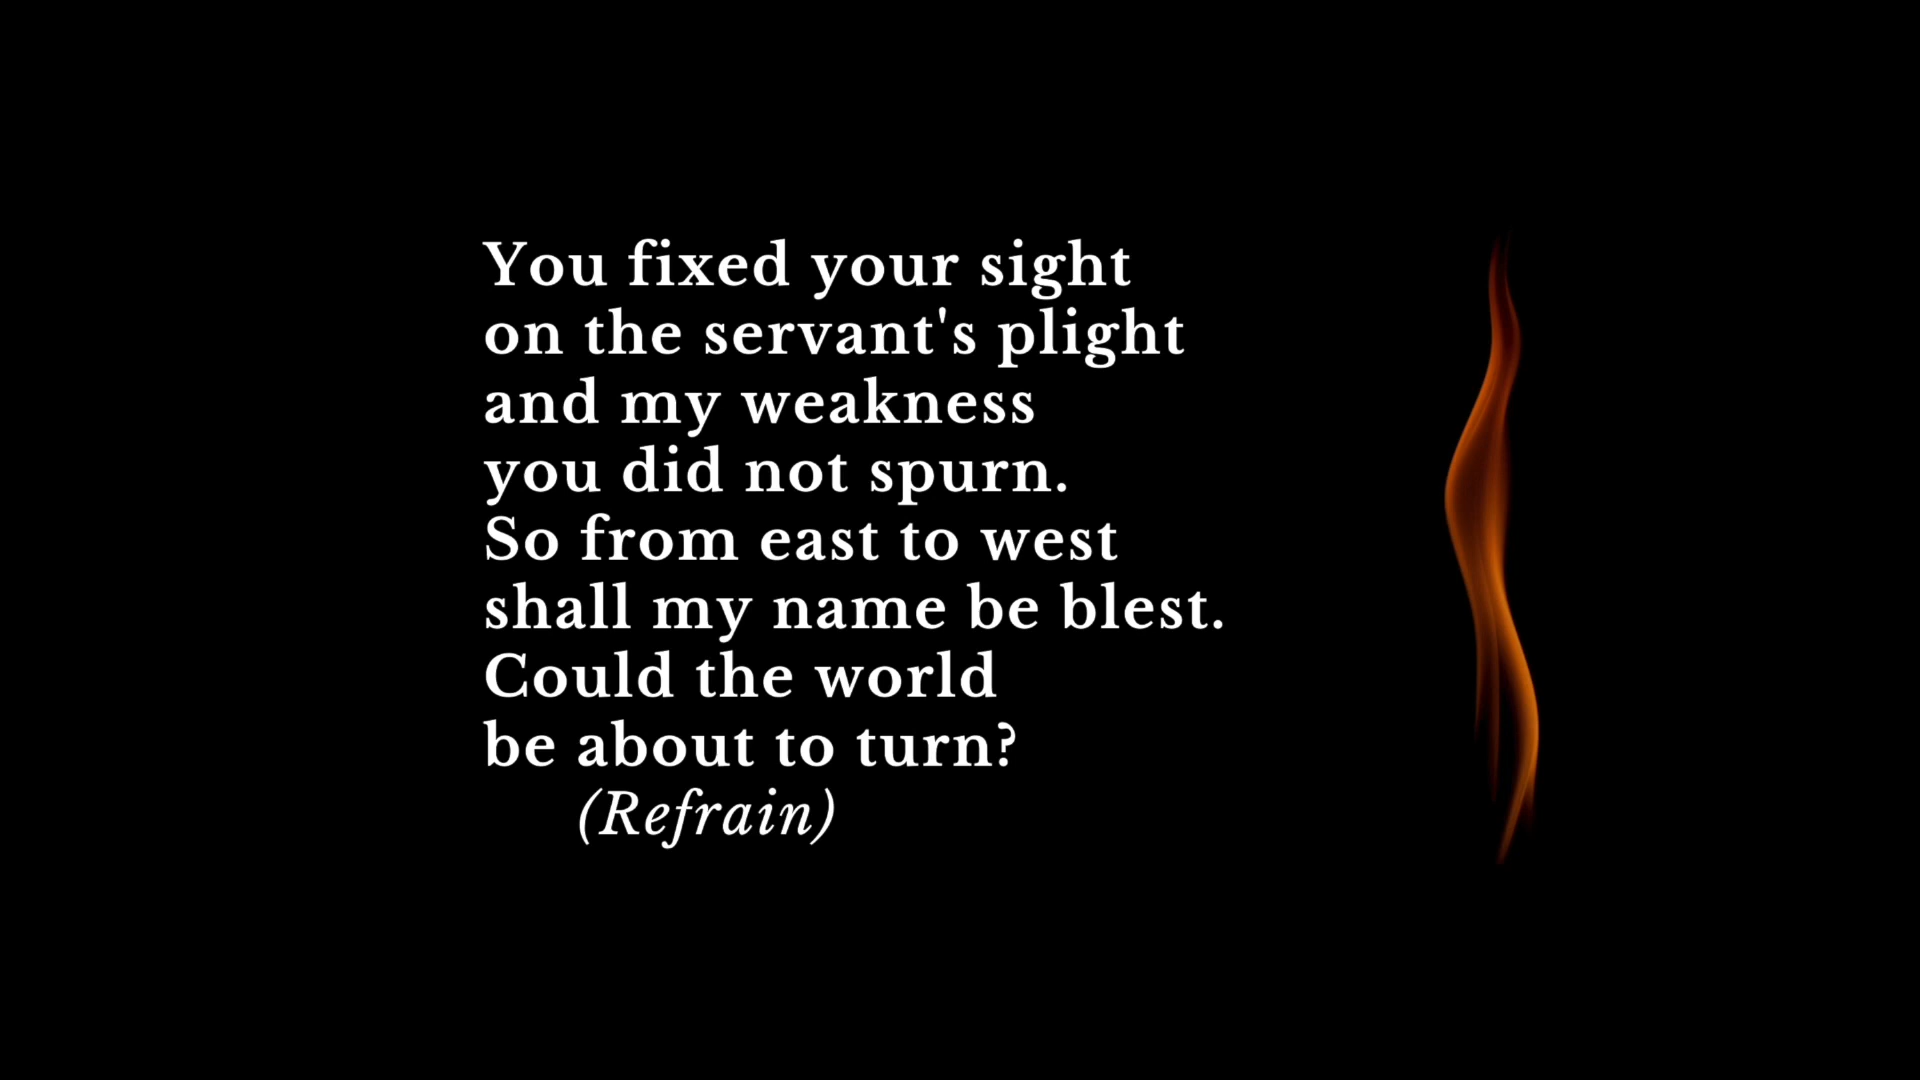 You fixed your sight
on the servant's plight
and my weakness
you did not spurn.
So from east to west
shall my name be blest.
Could the world
be about to turn?
(Refrain)